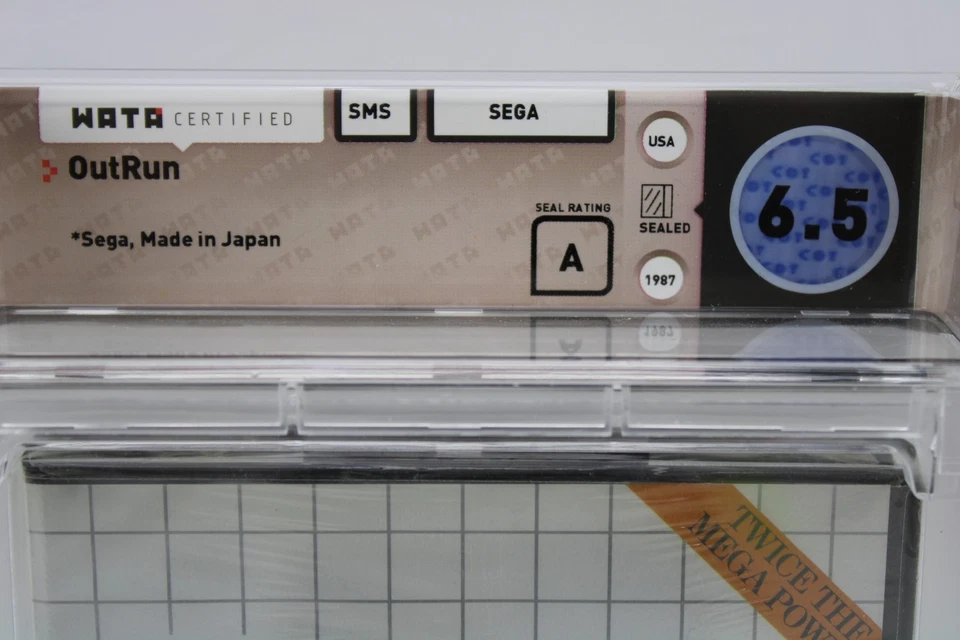 WATA CERTIFIED
SMS
SEGA
USA
OutRun
SEALED
6.5
SEAL RATING
A
*Sega, Made in Japan
1987
TWICE THE
MEGA POW